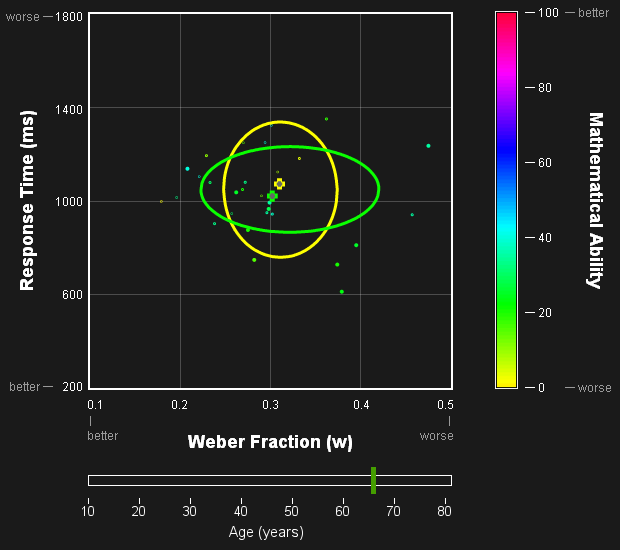 worse
1800
1400
1000
600
200
better
Response Time (ms)
0.1 0.2 0.3 0.4 0.5
better worse
Weber Fraction (w)
10 20 30 40 50 60 70 80
Age (years)
100 better
80
60
40
20
0 worse
Mathematical Ability